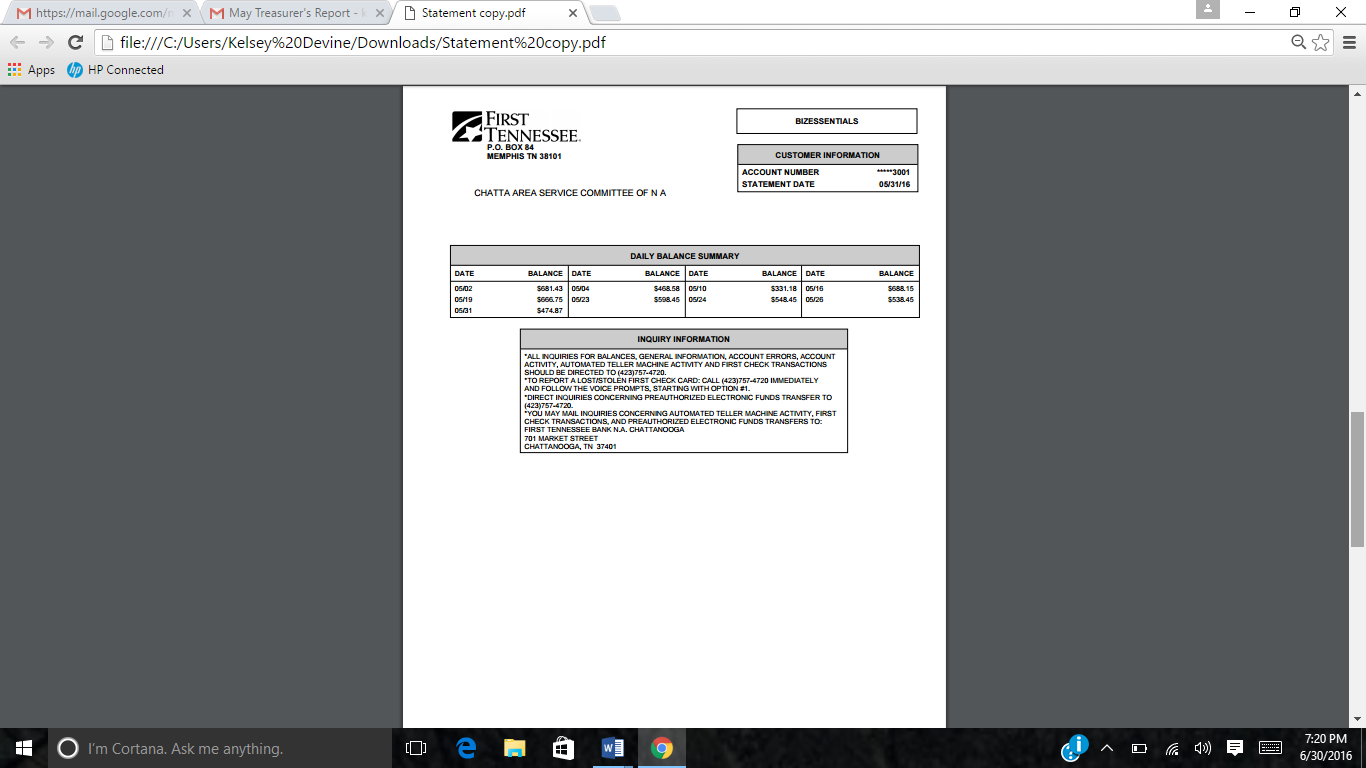 https://mail.google.com/
May Treasurer's Report -
Statement copy.pdf
file:///C:/Users/Kelsey%20Devine/Downloads/Statement%20copy.pdf
Apps
hp HP Connected
FIRST
TENNESSEE.
P.O. BOX 84
MEMPHIS TN 38101
BIZESSENTIALS
CUSTOMER INFORMATION
ACCOUNT NUMBER *****3001
STATEMENT DATE 05/31/16
CHATTA AREA SERVICE COMMITTEE OF N A
DAILY BALANCE SUMMARY
DATE BALANCE DATE BALANCE DATE BALANCE DATE BALANCE
05/02 $681.43 05/04 $468.58 05/10 $331.18 05/16 $688.15
05/19 $666.75 05/23 $598.45 05/24 $548.45 05/26 $538.45
05/31 $474.87
INQUIRY INFORMATION
*ALL INQUIRIES FOR BALANCES, GENERAL INFORMATION, ACCOUNT ERRORS, ACCOUNT
ACTIVITY, AUTOMATED TELLER MACHINE ACTIVITY AND FIRST CHECK TRANSACTIONS
SHOULD BE DIRECTED TO (423)757-4720.
*TO REPORT A LOST/STOLEN FIRST CHECK CARD: CALL (423)757-4720 IMMEDIATELY
AND FOLLOW THE VOICE PROMPTS, STARTING WITH OPTION #1.
*DIRECT INQUIRIES CONCERNING PREAUTHORIZED ELECTRONIC FUNDS TRANSFER TO
(423)757-4720.
*YOU MAY MAIL INQUIRIES CONCERNING AUTOMATED TELLER MACHINE ACTIVITY, FIRST
CHECK TRANSACTIONS, AND PREAUTHORIZED ELECTRONIC FUNDS TRANSFERS TO:
FIRST TENNESSEE BANK N.A. CHATTANOOGA
701 MARKET STREET
CHATTANOOGA, TN 37401
I'm Cortana. Ask me anything.
7:20 PM
6/30/2016